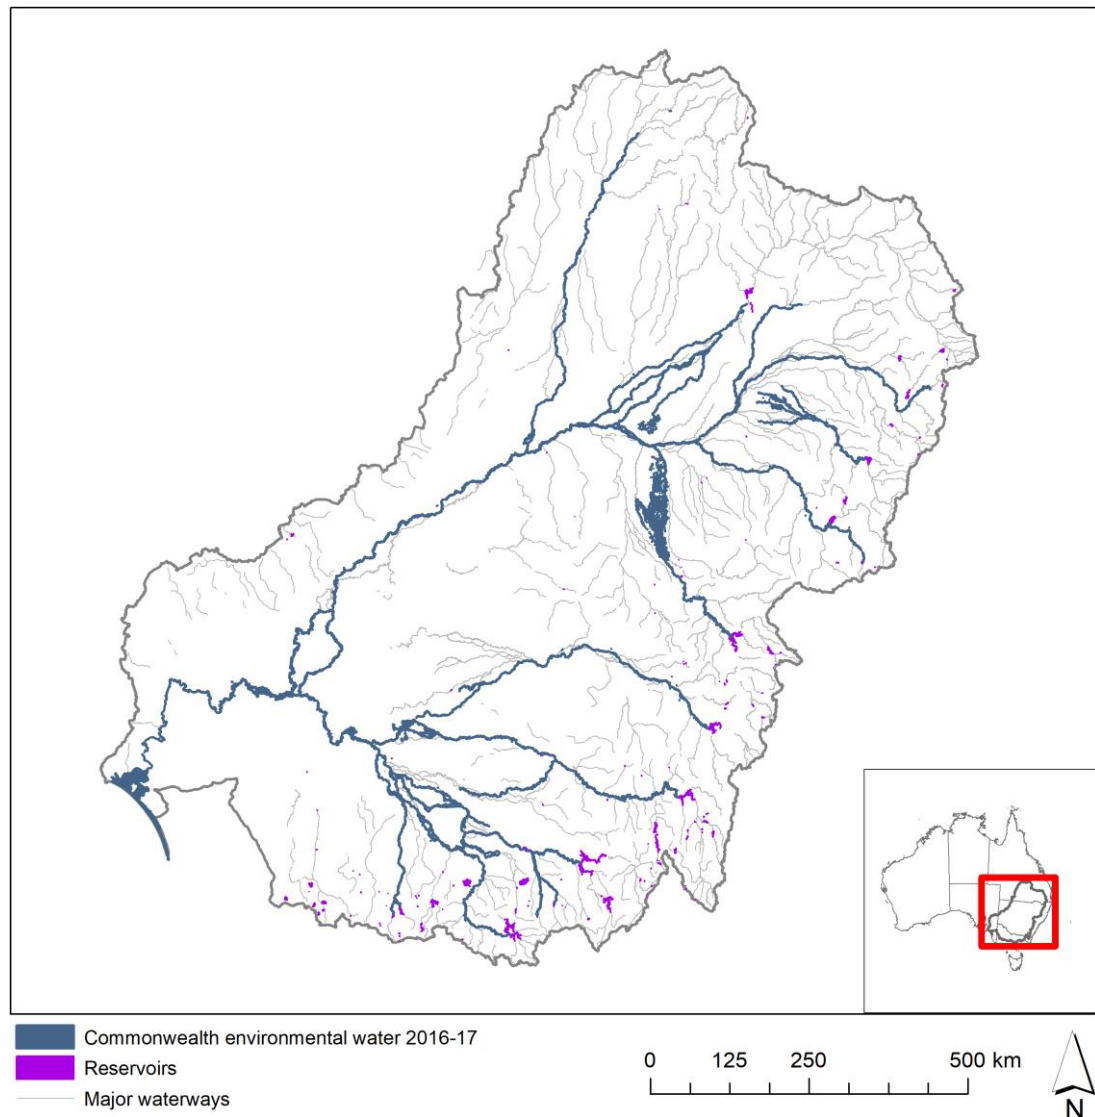 Commonwealth environmental water 2016-17
Reservoirs
Major waterways
0 125 250 500 km
N